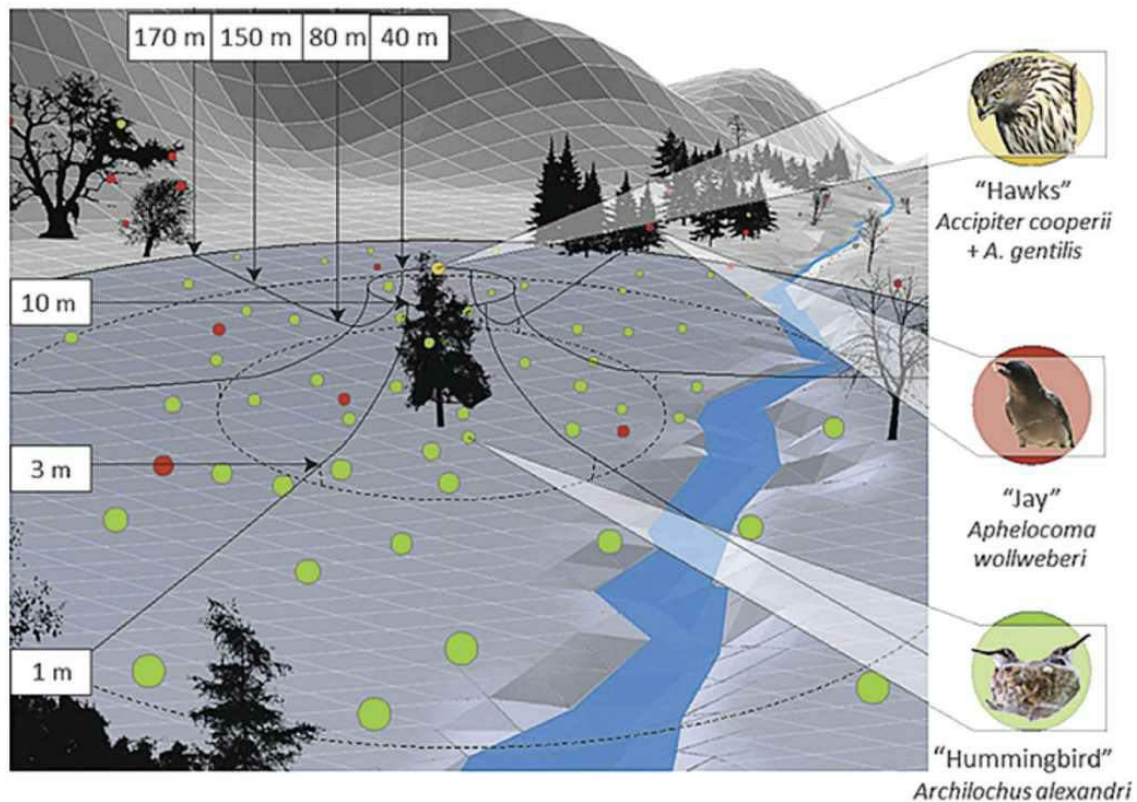 170 m
150 m
80 m
40 m
10 m
3 m
1 m
“Hawks”
Accipiter cooperii
+ A. gentilis
“Jay”
Aphelocoma
wollweberi
“Hummingbird”
Archilochus alexandri